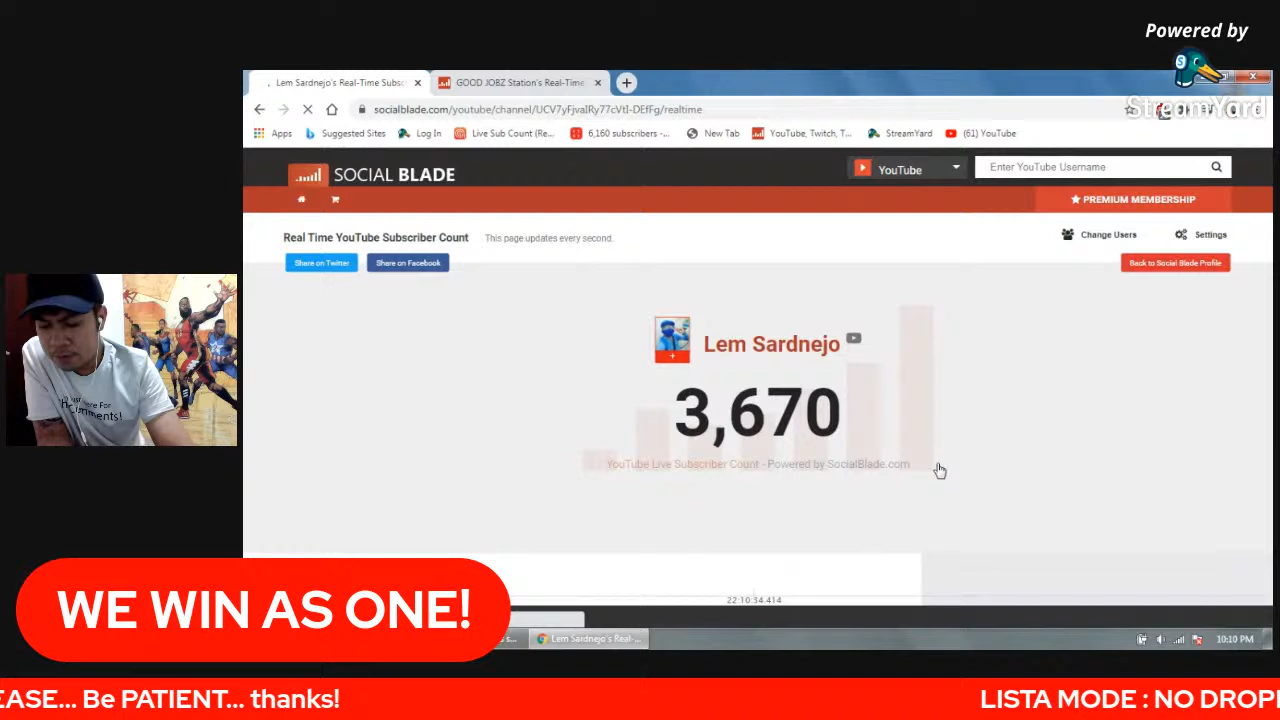 Powered by
StreamYard
Lem Sardnejo's Real-Time Subsc
GOOD JOBZ Station's Real-Time
socialblade.com/youtube/channel/UCV7yFjvaIRy77cVtI-DEfFg/realtime
Apps
Suggested Sites
Log In
Live Sub Count (Re...
6,160 subscribers -...
New Tab
YouTube, Twitch, T...
StreamYard
(61) YouTube
SOCIAL BLADE
YouTube
Enter YouTube Username
PREMIUM MEMBERSHIP
Real Time YouTube Subscriber Count
This page updates every second.
Change Users
Settings
Share on Twitter
Share on Facebook
Back to Social Blade Profile
Lem Sardnejo
3,670
YouTube Live Subscriber Count - Powered by SocialBlade.com
22:10:34.414
WE WIN AS ONE!
Lem Sardnejo's Real-...
10:10 PM
EASE... Be PATIENT... thanks!
LISTA MODE : NO DROP